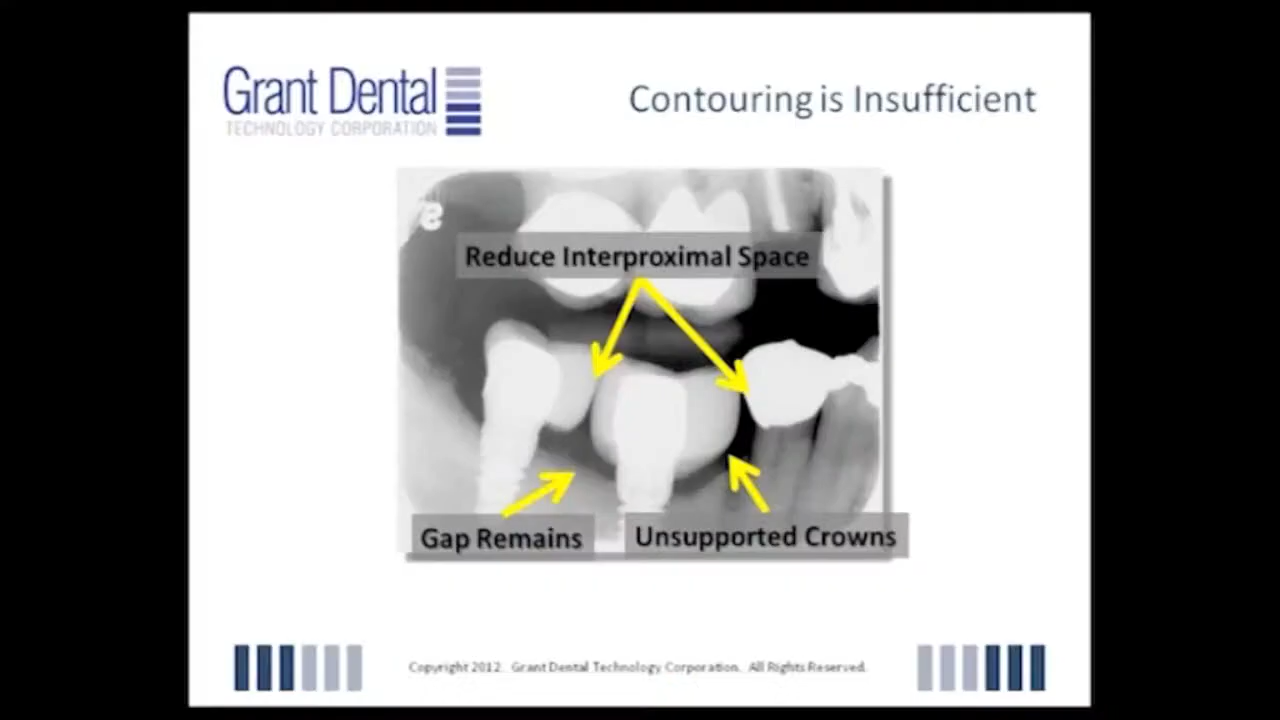 Grant Dental
TECHNOLOGY CORPORATION
Contouring is Insufficient
Reduce Interproximal Space
Gap Remains
Unsupported Crowns
Copyright 2012. Grant Dental Technology Corporation. All Rights Reserved.